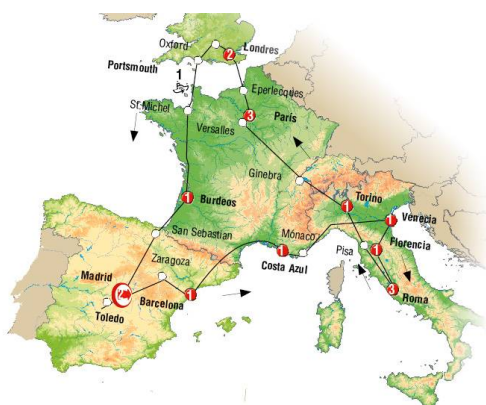 Oxford
Londres
2
Portsmouth
1
Eperlecques
St Michel
Paris
3
Versalles
Ginebra
Torino
1
1
Burdeos
Venecia
1
San Sebastian
Mónaco
Florencia
1
Pisa
Zaragoza
1
Costa Azul
Madrid
2
Barcelona
1
Roma
3
Toledo